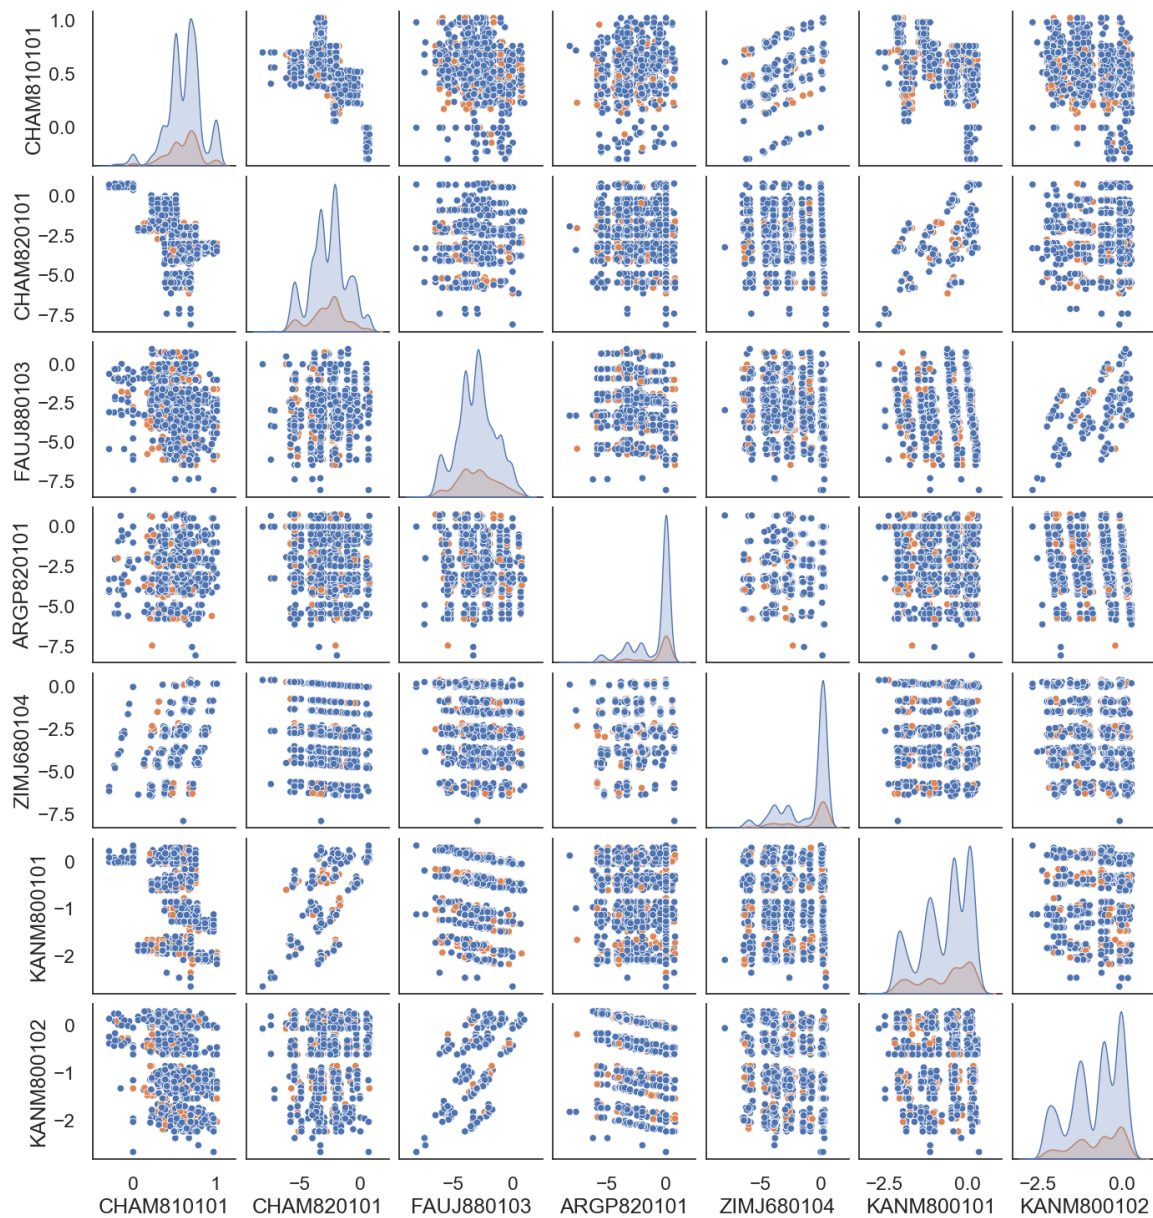 CHAM810101
1.0
0.5
0.0
CHAM820101
0.0
−2.5
−5.0
−7.5
FAUJ880103
0.0
−2.5
−5.0
−7.5
ARGP820101
0.0
−2.5
−5.0
−7.5
ZIMJ680104
0.0
−2.5
−5.0
−7.5
KANM800101
0
−1
−2
KANM800102
0
−1
−2
0 1 −5 0 −5 0 −5 0 −5 0 −2.5 0.0 −2.5 0.0
CHAM810101 CHAM820101 FAUJ880103 ARGP820101 ZIMJ680104 KANM800101 KANM800102